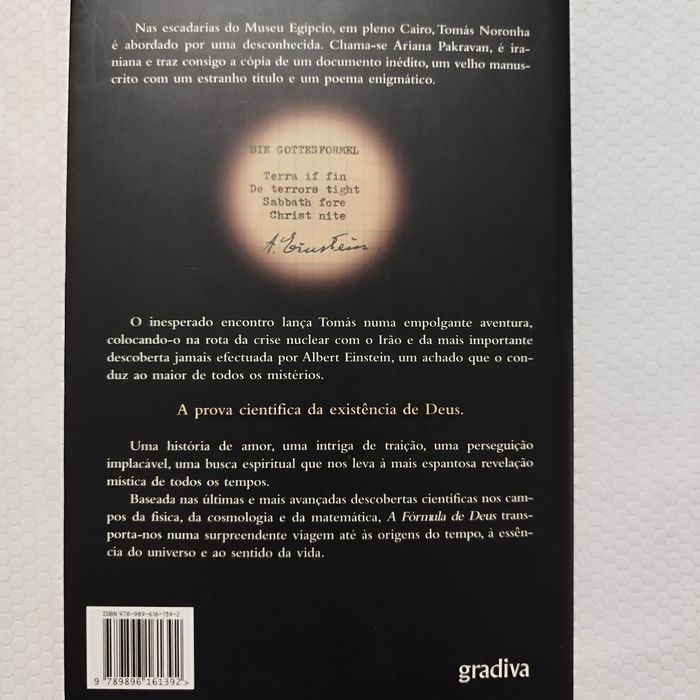 Nas escadarias do Museu Egípcio, em pleno Cairo, Tomás Noronha
é abordado por uma desconhecida. Chama-se Ariana Pakravan, é ira-
niana e traz consigo a cópia de um documento inédito, um velho manus-
crito com um estranho título e um poema enigmático.
DIE GOTTESFORMEL
Terra if fin
De terrors tight
Sabbath fore
Christ nite
A. Einstein.
O inesperado encontro lança Tomás numa empolgante aventura,
colocando-o na rota da crise nuclear com o Irão e da mais importante
descoberta jamais efectuada por Albert Einstein, um achado que o con-
duz ao maior de todos os mistérios.
A prova científica da existência de Deus.
Uma história de amor, uma intriga de traição, uma perseguição
implacável, uma busca espiritual que nos leva à mais espantosa revelação
mística de todos os tempos.
Baseada nas últimas e mais avançadas descobertas científicas nos cam-
pos da física, da cosmologia e da matemática, A Fórmula de Deus trans-
porta-nos numa surpreendente viagem até às origens do tempo, à essên-
cia do universo e ao sentido da vida.
ISBN 978-989-616-139-2
9 789896 161392>
gradiva